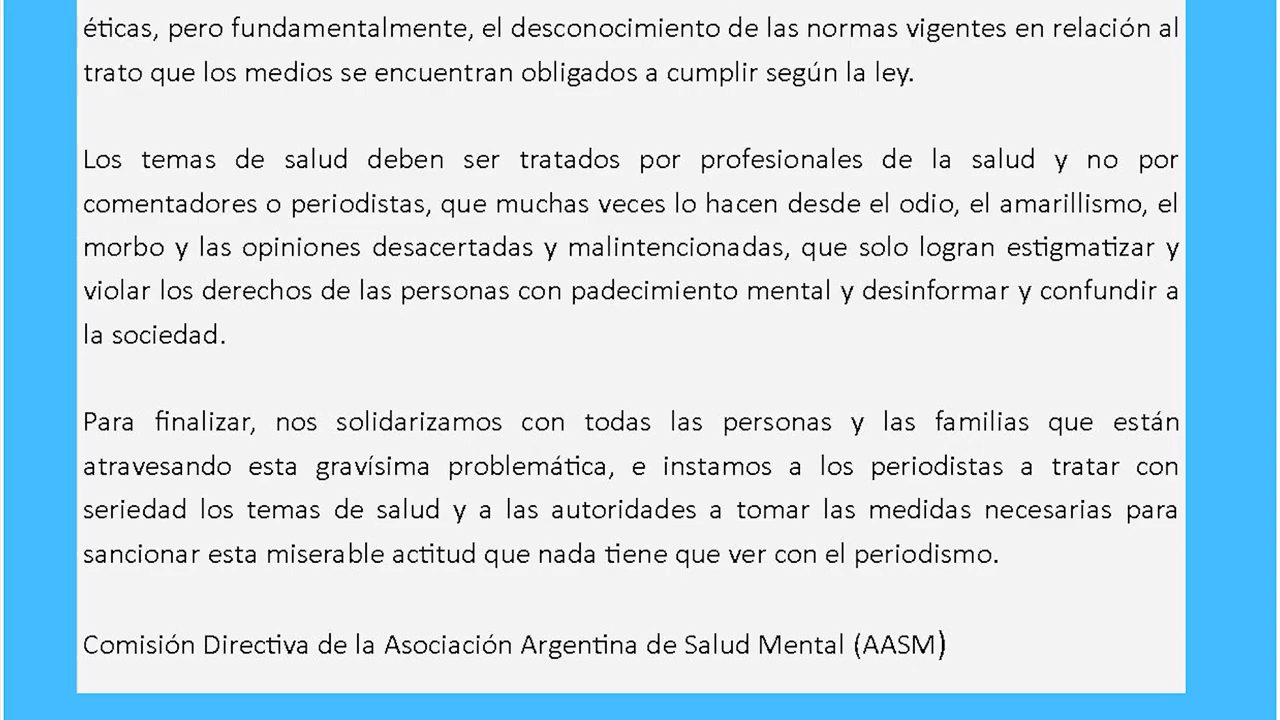 éticas, pero fundamentalmente, el desconocimiento de las normas vigentes en relación al
trato que los medios se encuentran obligados a cumplir según la ley.
Los temas de salud deben ser tratados por profesionales de la salud y no por
comentadores o periodistas, que muchas veces lo hacen desde el odio, el amarillismo, el
morbo y las opiniones desacertadas y malintencionadas, que solo logran estigmatizar y
violar los derechos de las personas con padecimiento mental y desinformar y confundir a
la sociedad.
Para finalizar, nos solidarizamos con todas las personas y las familias que están
atravesando esta gravísima problemática, e instamos a los periodistas a tratar con
seriedad los temas de salud y a las autoridades a tomar las medidas necesarias para
sancionar esta miserable actitud que nada tiene que ver con el periodismo.
Comisión Directiva de la Asociación Argentina de Salud Mental (AASM)